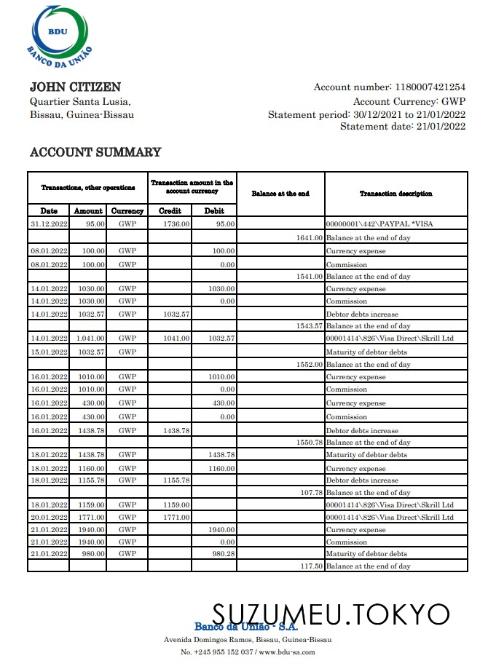 BDU
BANCO DA UNIÃO
JOHN CITIZEN
Quartier Santa Lusia,
Bissau, Guinea-Bissau
Account number: 1180007421254
Account Currency: GWP
Statement period: 30/12/2021 to 21/01/2022
Statement date: 21/01/2022
ACCOUNT SUMMARY
Transactions, other operations Transaction amount in the account currency Balance at the end Transaction description
Date Amount Currency Credit Debit
31.12.2022 95.00 GWP 1736.00 95.00 00000001\442\PAYPAL *VISA
1641.00 Balance at the end of day
08.01.2022 100.00 GWP 100.00 Currency expense
08.01.2022 100.00 GWP 0.00 Commission
1541.00 Balance at the end of day
14.01.2022 1030.00 GWP 1030.00 Currency expense
14.01.2022 1030.00 GWP 0.00 Commission
14.01.2022 1032.57 GWP 1032.57 Debtor debts increase
1543.57 Balance at the end of day
14.01.2022 1.041.00 GWP 1041.00 1032.57 00001414\826\Visa Direct\Skrill Ltd
15.01.2022 1032.57 GWP Maturity of debtor debts
1552.00 Balance at the end of day
16.01.2022 1010.00 GWP 1010.00 Currency expense
16.01.2022 1010.00 GWP 0.00 Commission
16.01.2022 430.00 GWP 430.00 Currency expense
16.01.2022 430.00 GWP 0.00 Commission
16.01.2022 1438.78 GWP 1438.78 Debtor debts increase
1550.78 Balance at the end of day
18.01.2022 1438.78 GWP 1438.78 Maturity of debtor debts
18.01.2022 1160.00 GWP 1160.00 Currency expense
18.01.2022 1155.78 GWP 1155.78 Debtor debts increase
107.78 Balance at the end of day
18.01.2022 1159.00 GWP 1159.00 00001414\826\Visa Direct\Skrill Ltd
20.01.2022 1771.00 GWP 1771.00 00001414\826\Visa Direct\Skrill Ltd
21.01.2022 1940.00 GWP 1940.00 Currency expense
21.01.2022 1940.00 GWP 0.00 Commission
21.01.2022 980.00 GWP 980.28 Maturity of debtor debts
117.50 Balance at the end of day
SUZUMEU.TOKYO
Banco da União - S.A.
Avenida Domingos Ramos, Bissau, Guinea-Bissau
No. +245 955 152 037 / www.bdu-sa.com